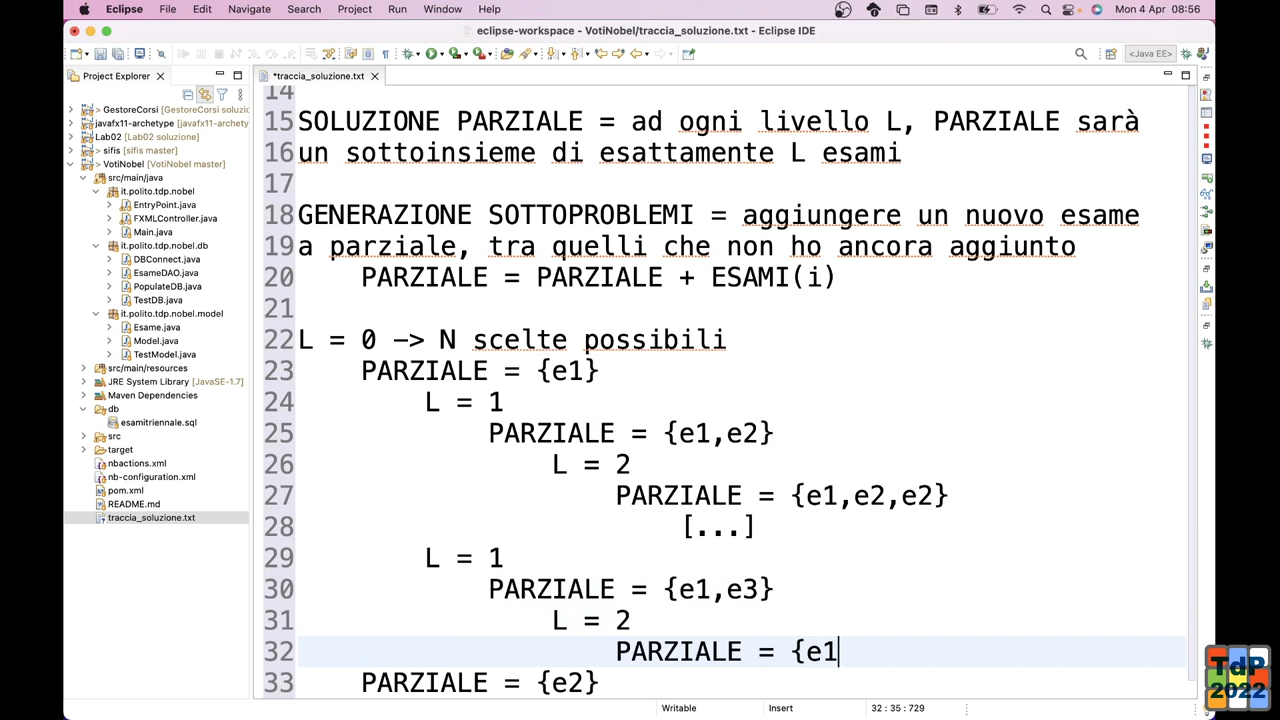 Eclipse File Edit Navigate Search Project Run Window Help Mon 4 Apr 08:56
eclipse-workspace - VotiNobel/traccia_soluzione.txt - Eclipse IDE
<Java EE>
Project Explorer
*traccia_soluzione.txt
> GestoreCorsi [GestoreCorsi soluzio
javafx11-archetype [javafx11-archety
Lab02 [Lab02 soluzione]
> sifis [sifis master]
> VotiNobel [VotiNobel master]
src/main/java
it.polito.tdp.nobel
EntryPoint.java
FXMLController.java
Main.java
it.polito.tdp.nobel.db
DBConnect.java
EsameDAO.java
PopulateDB.java
TestDB.java
it.polito.tdp.nobel.model
Esame.java
Model.java
TestModel.java
src/main/resources
JRE System Library [JavaSE-1.7]
Maven Dependencies
db
esamitriennale.sql
src
target
nbactions.xml
nb-configuration.xml
pom.xml
README.md
traccia_soluzione.txt
14
15 SOLUZIONE PARZIALE = ad ogni livello L, PARZIALE sarà
16 un sottoinsieme di esattamente L esami
17
18 GENERAZIONE SOTTOPROBLEMI = aggiungere un nuovo esame
19 a parziale, tra quelli che non ho ancora aggiunto
20 PARZIALE = PARZIALE + ESAMI(i)
21
22 L = 0 -> N scelte possibili
23 PARZIALE = {e1}
24 L = 1
25 PARZIALE = {e1,e2}
26 L = 2
27 PARZIALE = {e1,e2,e2}
28 [...]
29 L = 1
30 PARZIALE = {e1,e3}
31 L = 2
32 PARZIALE = {e1
33 PARZIALE = {e2}
Writable Insert 32 : 35 : 729
TdP
2022